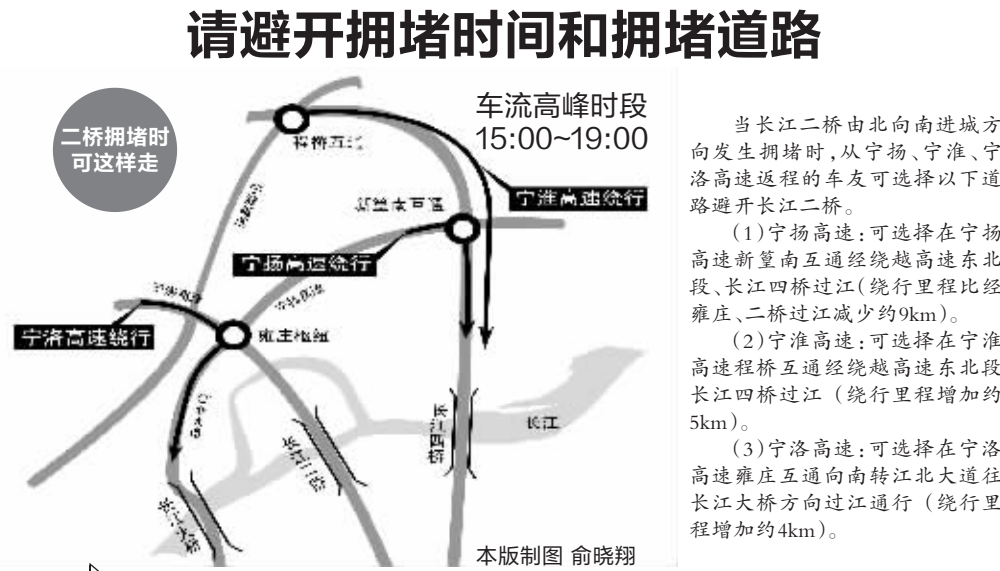 请避开拥堵时间和拥堵道路
二桥拥堵时
可这样走
车流高峰时段
15:00~19:00
程桥互通
宁淮高速绕行
新篁南互通
宁扬高速绕行
宁洛高速绕行
雍庄枢纽
长江
长江大桥
本版制图 俞晓翔
当长江二桥由北向南进城方
向发生拥堵时,从宁扬、宁淮、宁
洛高速返程的车友可选择以下道
路避开长江二桥。
(1)宁扬高速:可选择在宁扬
高速新篁南互通经绕越高速东北
段、长江四桥过江(绕行里程比经
雍庄、二桥过江减少约9km)。
(2)宁淮高速:可选择在宁淮
高速程桥互通经绕越高速东北段
长江四桥过江(绕行里程增加约
5km)。
(3)宁洛高速:可选择在宁洛
高速雍庄互通向南转江北大道往
长江大桥方向过江通行(绕行里
程增加约4km)。